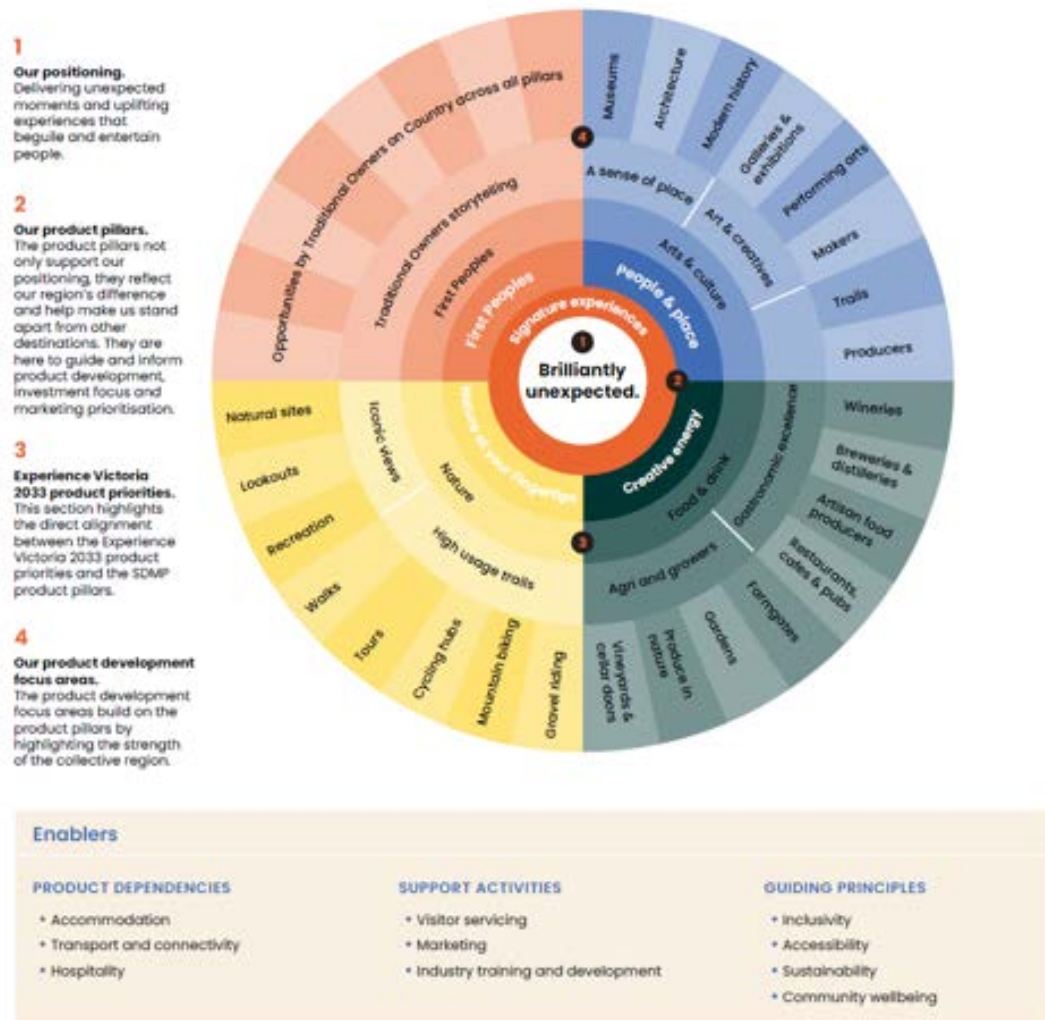 1
Our positioning.
Delivering unexpected
moments and uplifting
experiences that
beguile and entertain
people.
2
Our product pillars.
The product pillars not
only support our
positioning, they reflect
our region's difference
and help make us stand
apart from other
destinations. They are
here to guide and inform
product development,
investment focus and
marketing prioritisation.
3
Experience Victoria
2033 product priorities.
This section highlights
the direct alignment
between the Experience
Victoria 2033 product
priorities and the SDMP
product pillars.
4
Our product development
focus areas.
The product development
focus areas build on the
product pillars by
highlighting the strength
of the collective region.
1
Brilliantly
unexpected.
Signature experiences
2
First Peoples
People & place
Creative energy
Nature at your fingertips
3
First Peoples
Arts & culture
Food & drink
Nature
4
Traditional Owners storytelling
A sense of place
Art & creatives
Gastronomic excellence
Agri and growers
High usage trails
Iconic views
Opportunities by Traditional Owners on Country across all pillars
Museums
Architecture
Modern history
Galleries &
exhibitions
Performing arts
Makers
Trails
Producers
Wineries
Breweries &
distilleries
Artisan food
producers
Restaurants,
cafes & pubs
Farmgates
Gardens
Produce in
nature
Vineyards &
cellar doors
Gravel riding
Mountain biking
Cycling hubs
Tours
Walks
Recreation
Lookouts
Natural sites
Enablers
PRODUCT DEPENDENCIES
• Accommodation
• Transport and connectivity
• Hospitality
SUPPORT ACTIVITIES
• Visitor servicing
• Marketing
• Industry training and development
GUIDING PRINCIPLES
• Inclusivity
• Accessibility
• Sustainability
• Community wellbeing